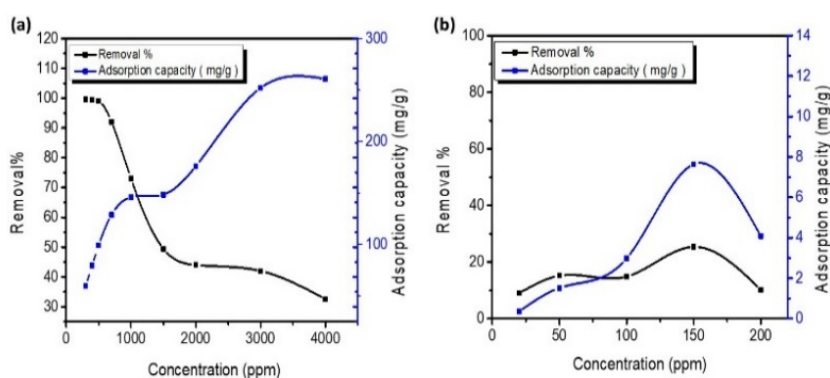 (a)
120
110
100
90
80
70
60
50
40
30
Removal%
Removal %
Adsorption capacity ( mg/g )
300
200
100
Adsorption capacity (mg/g)
0 1000 2000 3000 4000
Concentration (ppm)
(b)
100
80
60
40
20
0
Removal %
Removal %
Adsorption capacity ( mg/g )
14
12
10
8
6
4
2
0
Adsorption capacity (mg/g)
0 50 100 150 200
Concentration (ppm)